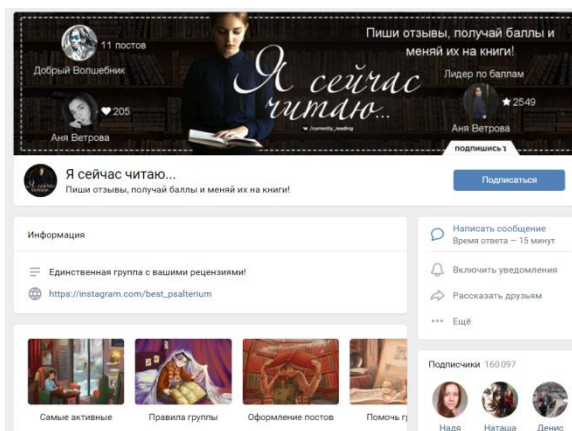 11 постов
Добрый Волшебник
205
Аня Ветрова
Я сейчас
читаю...
/currently_reading
Пиши отзывы, получай баллы и
меняй их на книги!
Лидер по баллам
2549
Аня Ветрова
подпишись
Я сейчас читаю...
Пиши отзывы, получай баллы и меняй их на книги!
Подписаться
Информация
Единственная группа с вашими рецензиями!
https://instagram.com/best_psalterium
Написать сообщение
Время ответа — 15 минут
Включить уведомления
Рассказать друзьям
Ещё
Самые активные
Правила группы
Оформление постов
Помочь гр
Подписчики 160 097
Надя
Наташа
Денис